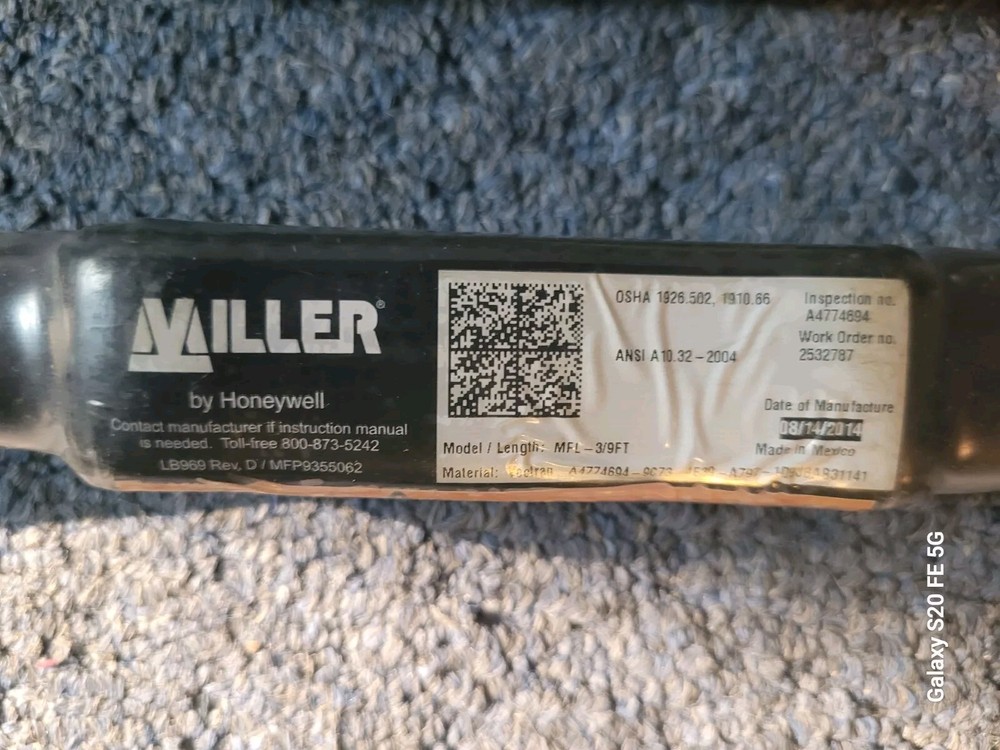 MILLER®
by Honeywell
Contact manufacturer if instruction manual
is needed. Toll-free 800-873-5242
LB969 Rev. D / MFP9355062
OSHA 1926.502, 1910.66
ANSI A10.32-2004
Inspection no.
A4774694
Work Order no.
2532787
Date of Manufacture
08/14/2014
Made in Mexico
Model / Length: MFL-3/9FT
Material: Vectran A4774694
Galaxy S20 FE 5G